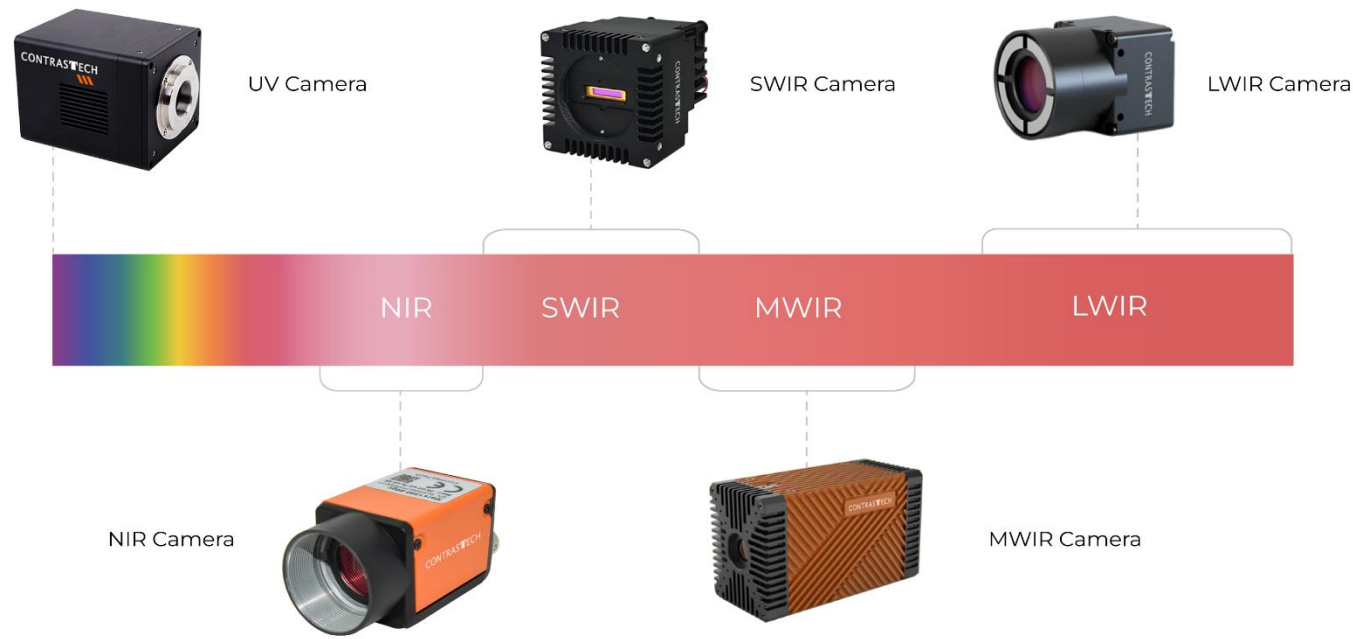 CONTRASTECH
UV Camera
CONTRASTECH
SWIR Camera
CONTRASTECH
LWIR Camera
NIR
SWIR
MWIR
LWIR
NIR Camera
CONTRASTECH
CONTRASTECH
MWIR Camera